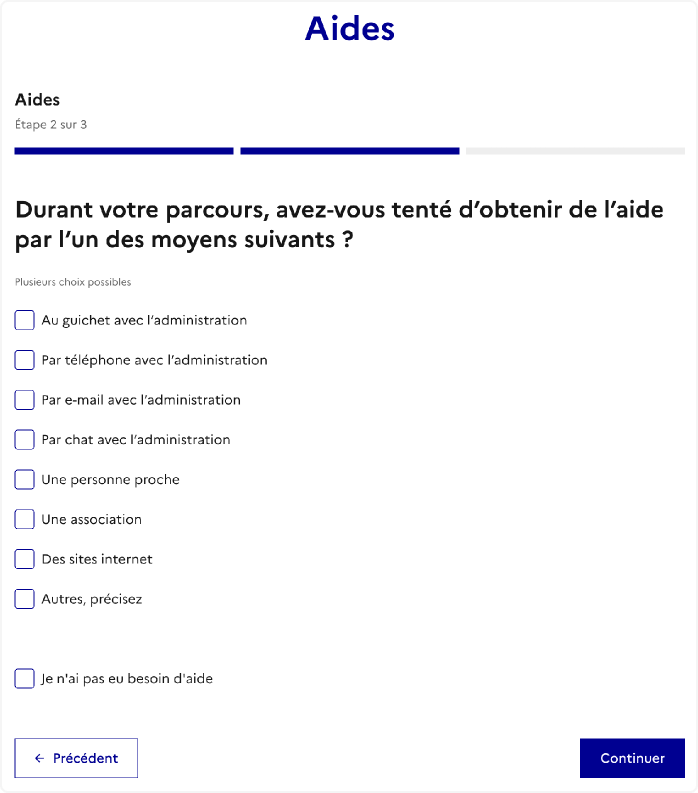 Aides
Aides
Étape 2 sur 3
Durant votre parcours, avez-vous tenté d’obtenir de l’aide
par l’un des moyens suivants ?
Plusieurs choix possibles
Au guichet avec l’administration
Par téléphone avec l’administration
Par e-mail avec l’administration
Par chat avec l’administration
Une personne proche
Une association
Des sites internet
Autres, précisez
Je n'ai pas eu besoin d'aide
← Précédent
Continuer